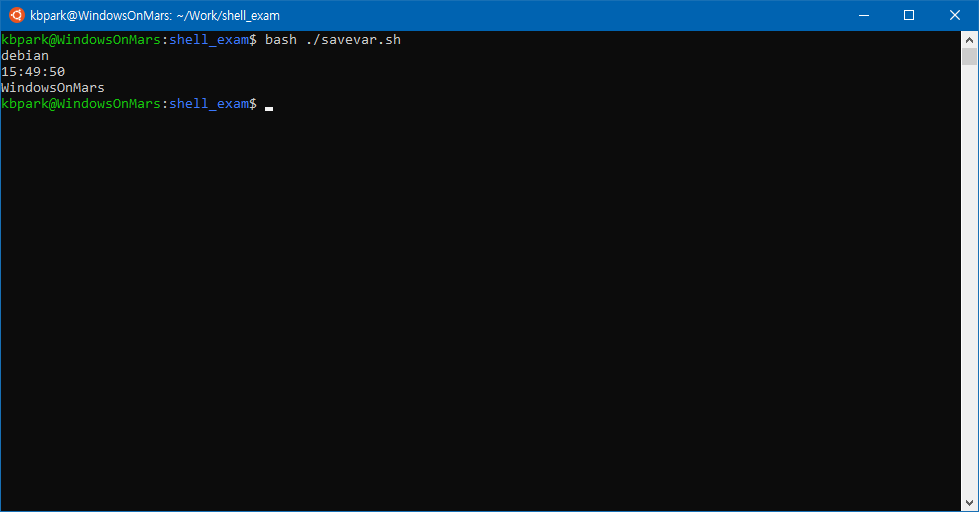 kbpark@WindowsOnMars: ~/Work/shell_exam
kbpark@WindowsOnMars:shell_exam$ bash ./savevar.sh
debian
15:49:50
WindowsOnMars
kbpark@WindowsOnMars:shell_exam$